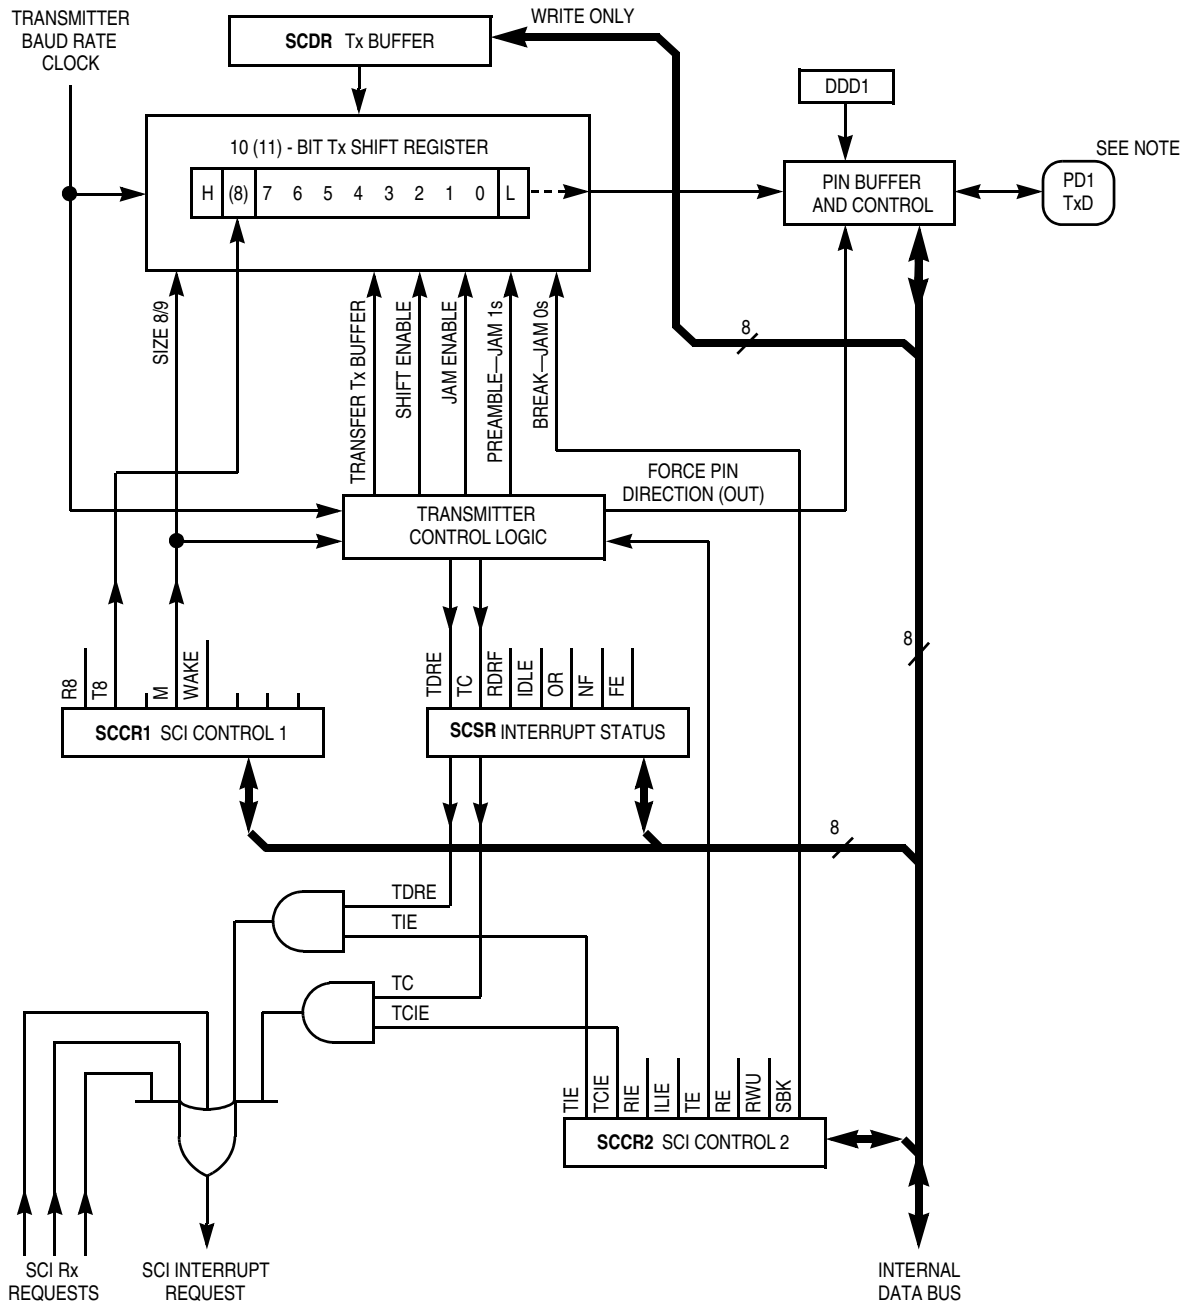 TRANSMITTER
BAUD RATE
CLOCK
SCDR Tx BUFFER
WRITE ONLY
DDD1
10 (11) - BIT Tx SHIFT REGISTER
H (8) 7 6 5 4 3 2 1 0 L
PIN BUFFER
AND CONTROL
SEE NOTE
PD1
TxD
SIZE 8/9
TRANSFER Tx BUFFER
SHIFT ENABLE
JAM ENABLE
PREAMBLE—JAM 1s
BREAK—JAM 0s
8
FORCE PIN
DIRECTION (OUT)
TRANSMITTER
CONTROL LOGIC
8
R8
T8
M
WAKE
SCCR1 SCI CONTROL 1
TDRE
TC
RDRF
IDLE
OR
NF
FE
SCSR INTERRUPT STATUS
8
TDRE
TIE
TC
TCIE
TIE
TCIE
RIE
ILIE
TE
RE
RWU
SBK
SCCR2 SCI CONTROL 2
SCI Rx
REQUESTS
SCI INTERRUPT
REQUEST
INTERNAL
DATA BUS